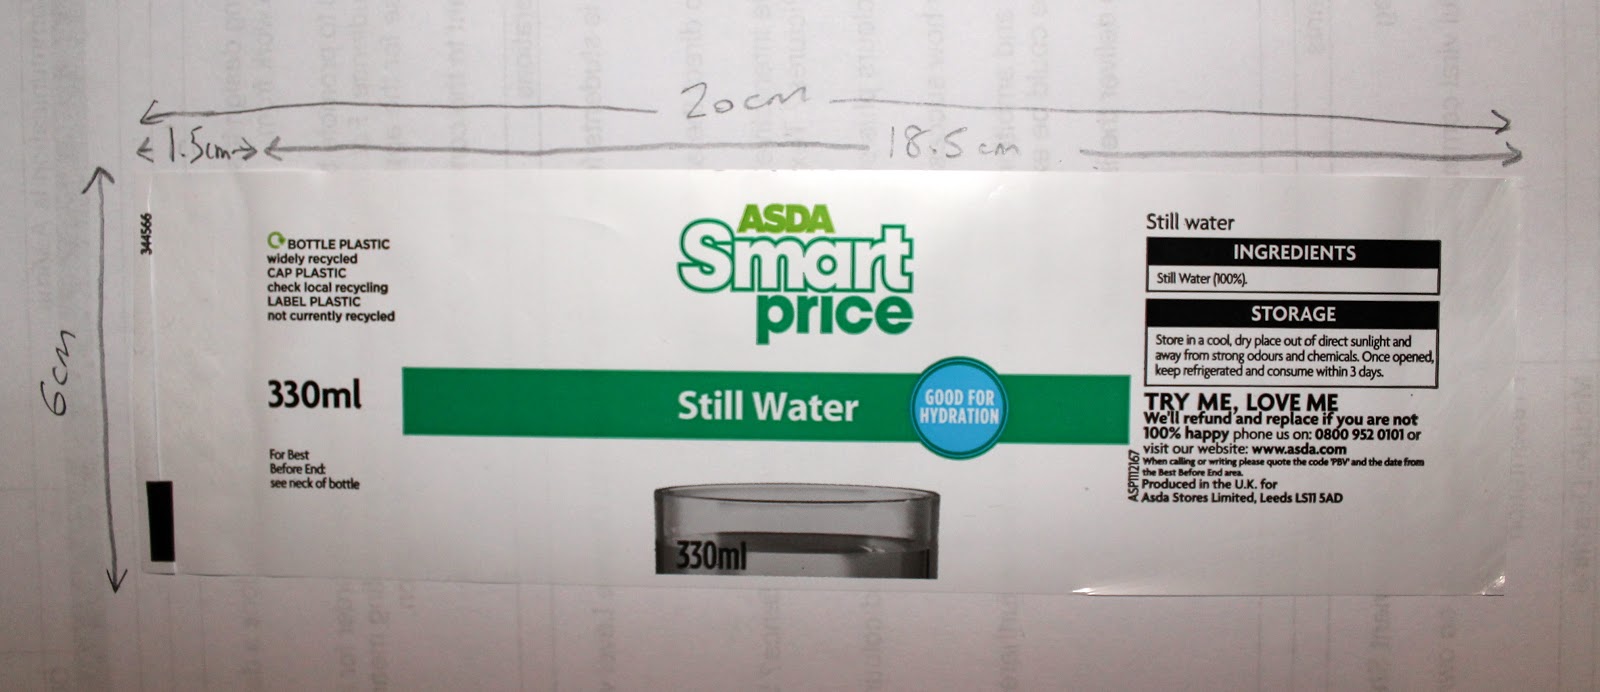 20cm
1.5cm
18.5cm
6cm
344566
BOTTLE PLASTIC
widely recycled
CAP PLASTIC
check local recycling
LABEL PLASTIC
not currently recycled
330ml
For Best
Before End:
see neck of bottle
ASDA
Smart
price
Still Water
GOOD FOR
HYDRATION
330ml
Still water
INGREDIENTS
Still Water (100%).
STORAGE
Store in a cool, dry place out of direct sunlight and
away from strong odours and chemicals. Once opened,
keep refrigerated and consume within 3 days.
TRY ME, LOVE ME
We'll refund and replace if you are not
100% happy phone us on: 0800 952 0101 or
visit our website: www.asda.com
When calling or writing please quote the code 'PBV' and the date from
the Best Before End area.
Produced in the U.K. for
Asda Stores Limited, Leeds LS11 5AD
ASP1112167